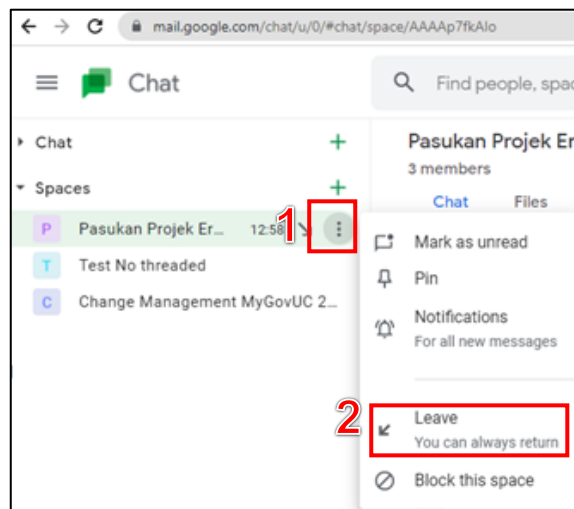 mail.google.com/chat/u/0/#chat/space/AAAAp7fkAIo
Chat
Find people, spac
Chat
Spaces
P Pasukan Projek Er... 12:58
T Test No threaded
C Change Management MyGovUC 2...
Pasukan Projek Er
3 members
Chat Files
1
Mark as unread
Pin
Notifications
For all new messages
2
Leave
You can always return
Block this space